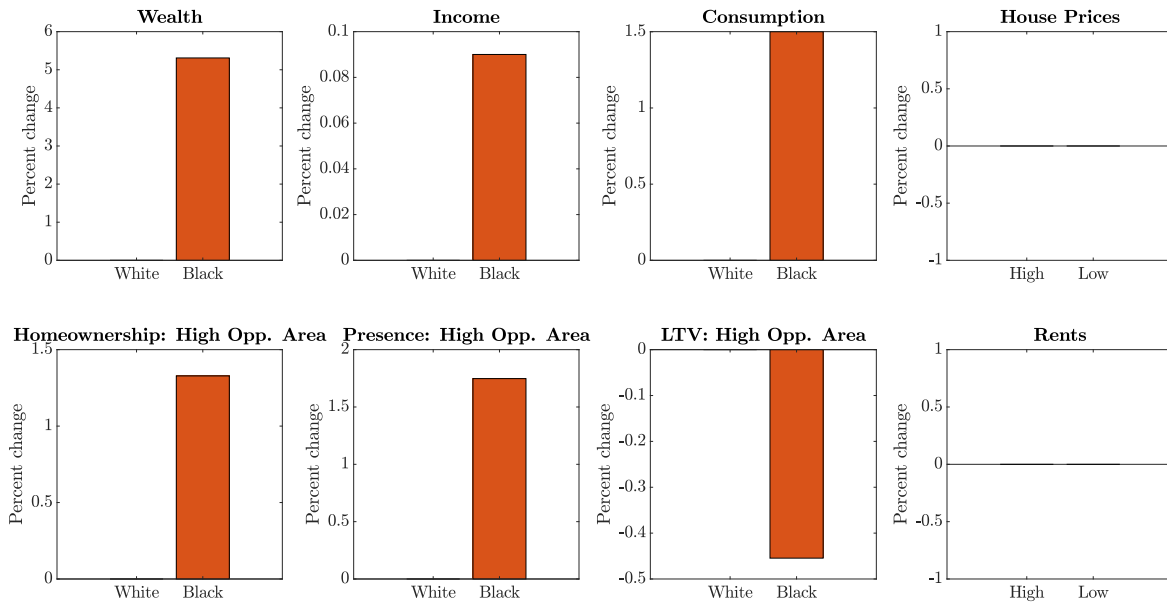 Wealth
6
5
4
3
2
1
0
Percent change
White Black
Income
0.1
0.08
0.06
0.04
0.02
0
Percent change
White Black
Consumption
1.5
1
0.5
0
Percent change
White Black
House Prices
1
0.5
0
-0.5
-1
Percent change
High Low
Homeownership: High Opp. Area
1.5
1
0.5
0
Percent change
White Black
Presence: High Opp. Area
2
1.5
1
0.5
0
Percent change
White Black
LTV: High Opp. Area
0
-0.1
-0.2
-0.3
-0.4
-0.5
Percent change
White Black
Rents
1
0.5
0
-0.5
-1
Percent change
High Low